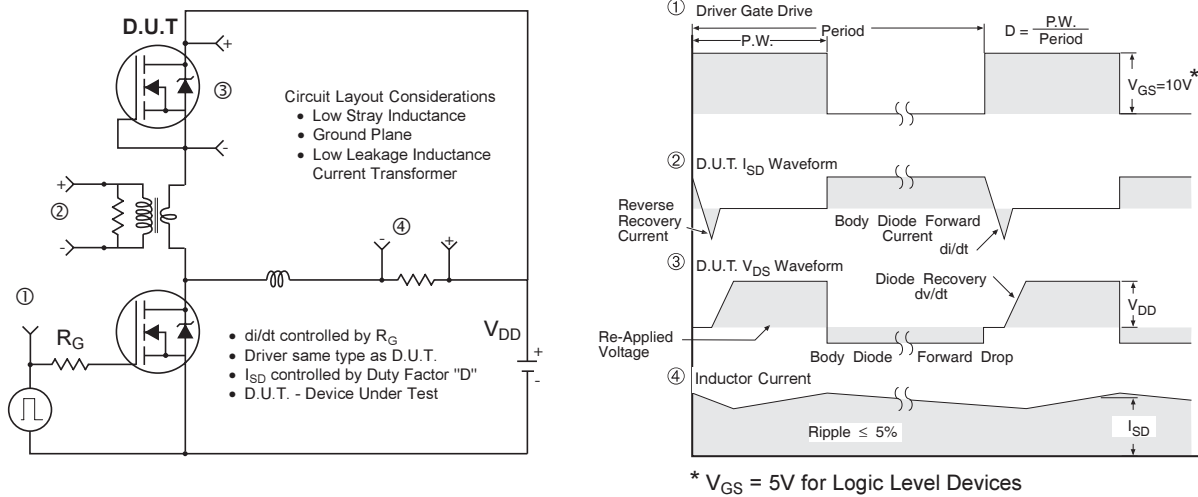 D.U.T
+
③
-
Circuit Layout Considerations
• Low Stray Inductance
• Ground Plane
• Low Leakage Inductance
Current Transformer
+
②
-
④
-
+
①
R_G
V_DD
+
-
• di/dt controlled by R_G
• Driver same type as D.U.T.
• I_SD controlled by Duty Factor "D"
• D.U.T. - Device Under Test
① Driver Gate Drive
P.W.
Period
D = P.W.
Period
V_GS=10V*
② D.U.T. I_SD Waveform
Reverse
Recovery
Current
Body Diode Forward
Current
di/dt
③ D.U.T. V_DS Waveform
Diode Recovery
dv/dt
V_DD
Re-Applied
Voltage
Body Diode Forward Drop
④ Inductor Current
Ripple ≤ 5%
I_SD
* V_GS = 5V for Logic Level Devices